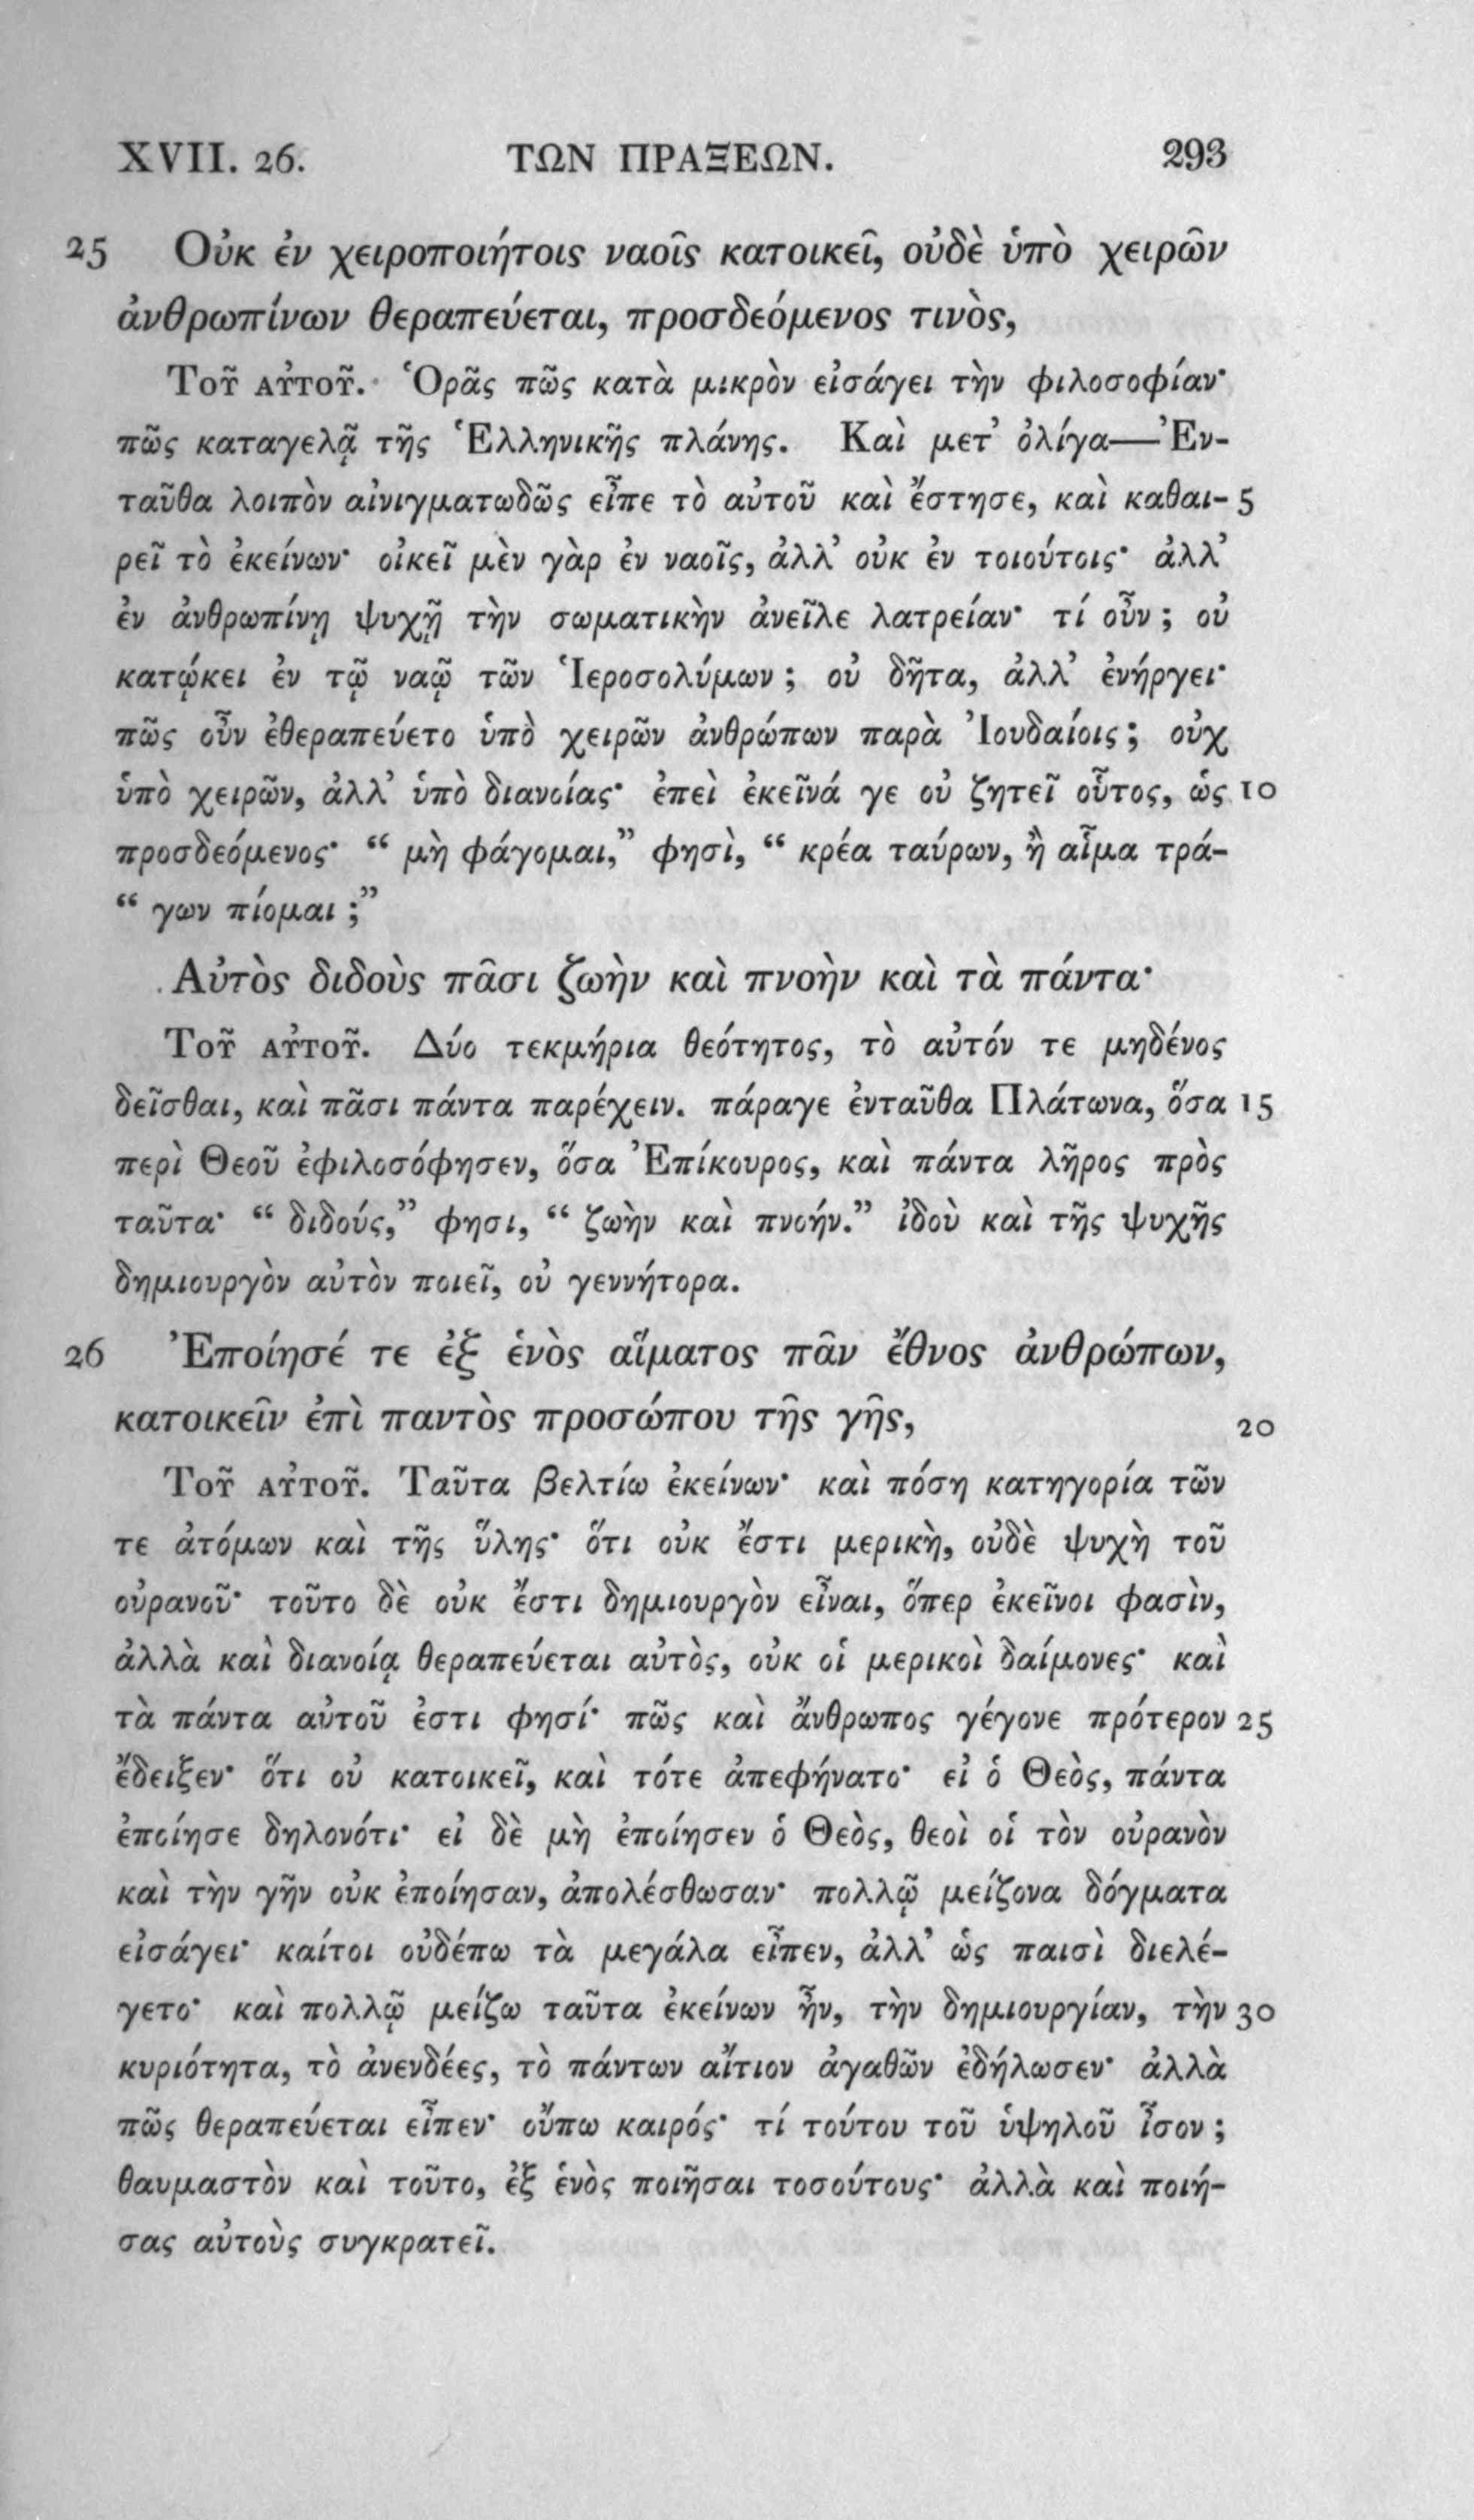 XVII. 26. ΤΩΝ ΠΡΑΞΕΩΝ. 293
25 Οὐκ ἐν χειροποιήτοις ναοῖς κατοικεῖ, οὐδὲ ὑπὸ χειρῶν
ἀνθρωπίνων θεραπεύεται, προσδεόμενος τινὸς,
Τοῦ αὐτοῦ. Ὁρᾷς πῶς κατὰ μικρὸν εἰσάγει τὴν φιλοσοφίαν·
πῶς καταγελᾷ τῆς Ἑλληνικῆς πλάνης. Καὶ μετ’ ὀλίγα—Ἐν-
ταῦθα λοιπὸν αἰνιγματωδῶς εἶπε τὸ αὐτοῦ καὶ ἔστησε, καὶ καθαι- 5
ρεῖ τὸ ἐκείνων· οἰκεῖ μὲν γὰρ ἐν ναοῖς, ἀλλ’ οὐκ ἐν τοιούτοις· ἀλλ’
ἐν ἀνθρωπίνῃ ψυχῇ τὴν σωματικὴν ἀνεῖλε λατρείαν· τί οὖν; οὐ
κατῴκει ἐν τῷ ναῷ τῶν Ἱεροσολύμων; οὐ δῆτα, ἀλλ’ ἐνήργει·
πῶς οὖν ἐθεραπεύετο ὑπὸ χειρῶν ἀνθρώπων παρὰ Ἰουδαίοις; οὐχ
ὑπὸ χειρῶν, ἀλλ’ ὑπὸ διανοίας· ἐπεὶ ἐκεῖνά γε οὐ ζητεῖ οὗτος, ὡς 10
προσδεόμενος· “ μὴ φάγομαι,” φησὶ, “ κρέα ταύρων, ἢ αἷμα τρά-
“ γων πίομαι;”
Αὐτὸς διδοὺς πᾶσι ζωὴν καὶ πνοὴν καὶ τὰ πάντα·
Τοῦ αὐτοῦ. Δύο τεκμήρια θεότητος, τὸ αὐτόν τε μηδένος
δεῖσθαι, καὶ πᾶσι πάντα παρέχειν. πάραγε ἐνταῦθα Πλάτωνα, ὅσα 15
περὶ Θεοῦ ἐφιλοσόφησεν, ὅσα Ἐπίκουρος, καὶ πάντα λῆρος πρὸς
ταῦτα· “ διδούς,” φησι, “ ζωὴν καὶ πνοήν.” ἰδοὺ καὶ τῆς ψυχῆς
δημιουργὸν αὐτὸν ποιεῖ, οὐ γεννήτορα.
26 Ἐποίησέ τε ἐξ ἑνὸς αἵματος πᾶν ἔθνος ἀνθρώπων,
κατοικεῖν ἐπὶ παντὸς προσώπου τῆς γῆς, 20
Τοῦ αὐτοῦ. Ταῦτα βελτίω ἐκείνων· καὶ πόση κατηγορία τῶν
τε ἀτόμων καὶ τῆς ὕλης· ὅτι οὐκ ἔστι μερικὴ, οὐδὲ ψυχὴ τοῦ
οὐρανοῦ· τοῦτο δὲ οὐκ ἔστι δημιουργὸν εἶναι, ὅπερ ἐκεῖνοι φασὶν,
ἀλλὰ καὶ διανοίᾳ θεραπεύεται αὐτὸς, οὐκ οἱ μερικοὶ δαίμονες· καὶ
τὰ πάντα αὐτοῦ ἐστι φησί· πῶς καὶ ἄνθρωπος γέγονε πρότερον 25
ἔδειξεν· ὅτι οὐ κατοικεῖ, καὶ τότε ἀπεφήνατο· εἰ ὁ Θεὸς, πάντα
ἐποίησε δηλονότι· εἰ δὲ μὴ ἐποίησεν ὁ Θεὸς, θεοὶ οἱ τὸν οὐρανὸν
καὶ τὴν γῆν οὐκ ἐποίησαν, ἀπολέσθωσαν· πολλῷ μείζονα δόγματα
εἰσάγει· καίτοι οὐδέπω τὰ μεγάλα εἶπεν, ἀλλ’ ὡς παισὶ διελέ-
γετο· καὶ πολλῷ μείζω ταῦτα ἐκείνων ἦν, τὴν δημιουργίαν, τὴν 30
κυριότητα, τὸ ἀνενδέες, τὸ πάντων αἴτιον ἀγαθῶν ἐδήλωσεν· ἀλλὰ
πῶς θεραπεύεται εἶπεν· οὔπω καιρός· τί τούτου τοῦ ὑψηλοῦ ἴσον;
θαυμαστὸν καὶ τοῦτο, ἐξ ἑνὸς ποιῆσαι τοσούτους· ἀλλὰ καὶ ποιή-
σας αὐτοὺς συγκρατεῖ.